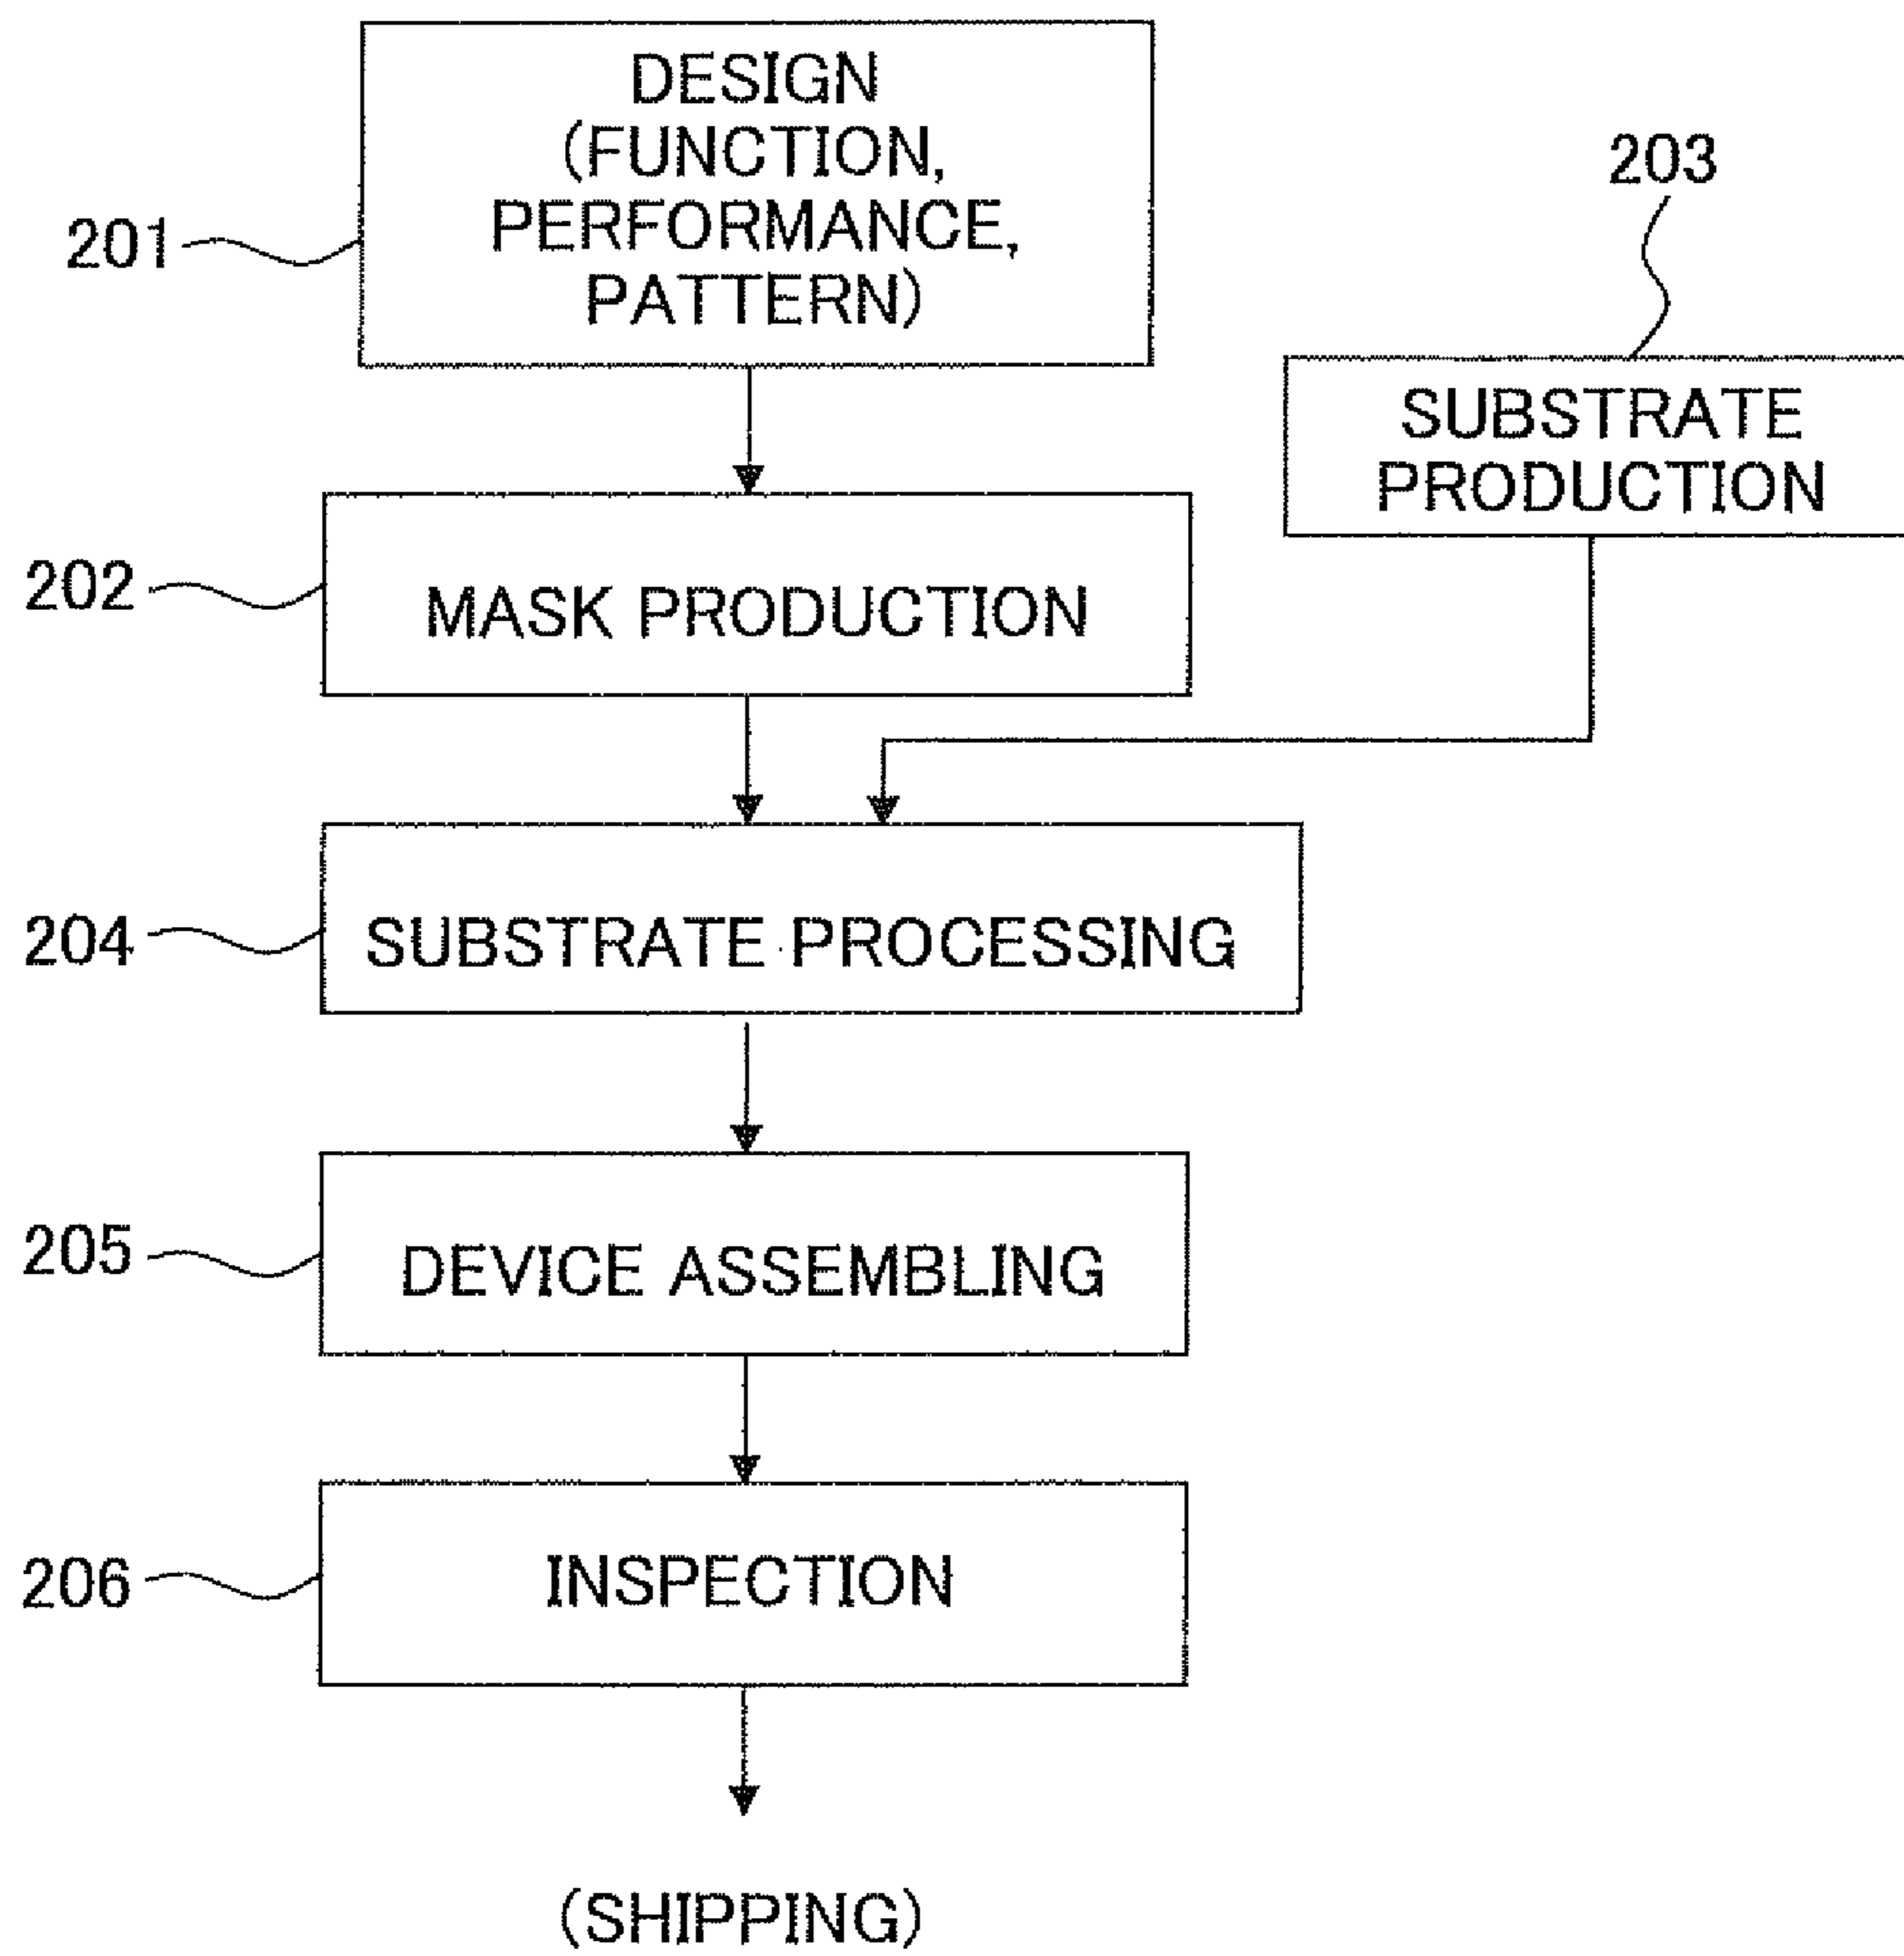 DESIGN
(FUNCTION,
PERFORMANCE,
PATTERN)
201
203
SUBSTRATE
PRODUCTION
202
MASK PRODUCTION
204
SUBSTRATE PROCESSING
205
DEVICE ASSEMBLING
206
INSPECTION
(SHIPPING)